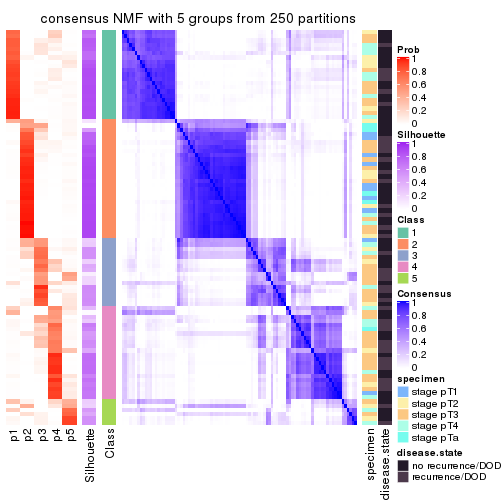 consensus NMF with 5 groups from 250 partitions
Prob
1
0.8
0.6
0.4
0.2
0
Silhouette
1
0.8
0.6
0.4
0.2
0
Class
1
2
3
4
5
Consensus
1
0.8
0.6
0.4
0.2
0
specimen
stage pT1
stage pT2
stage pT3
stage pT4
stage pTa
disease.state
no recurrence/DOD
recurrence/DOD
p1
p2
p3
p4
p5
Silhouette
Class
specimen
disease.state